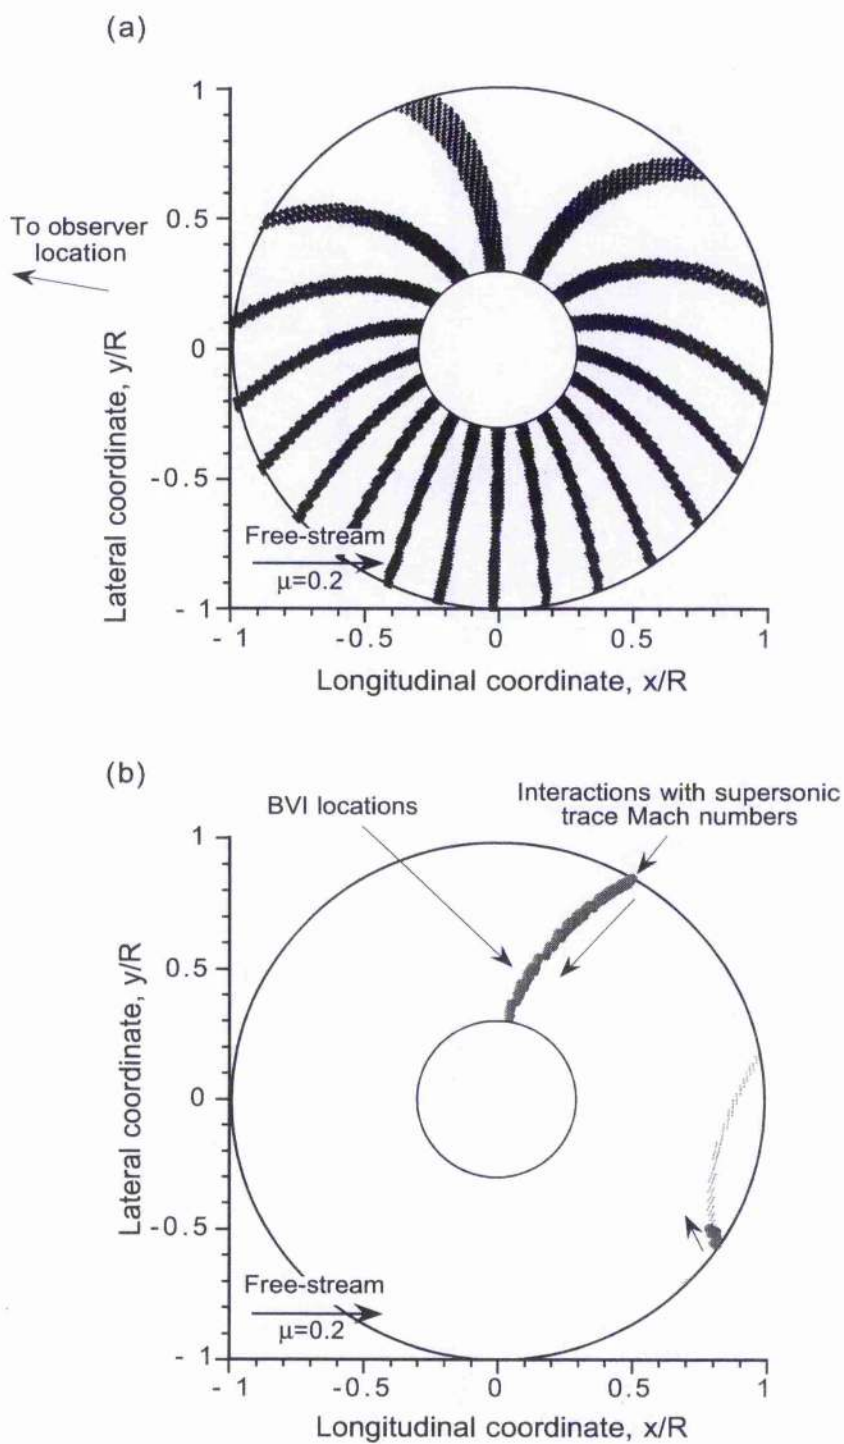 (a)
1
0.5
0
-0.5
- 1
To observer
location
Lateral coordinate, y/R
Free-stream
μ=0.2
- 1
-0.5
0
0.5
1
Longitudinal coordinate, x/R
(b)
BVI locations
Interactions with supersonic
trace Mach numbers
1
0.5
0
-0.5
- 1
Lateral coordinate, y/R
Free-stream
μ=0.2
- 1
-0.5
0
0.5
1
Longitudinal coordinate, x/R